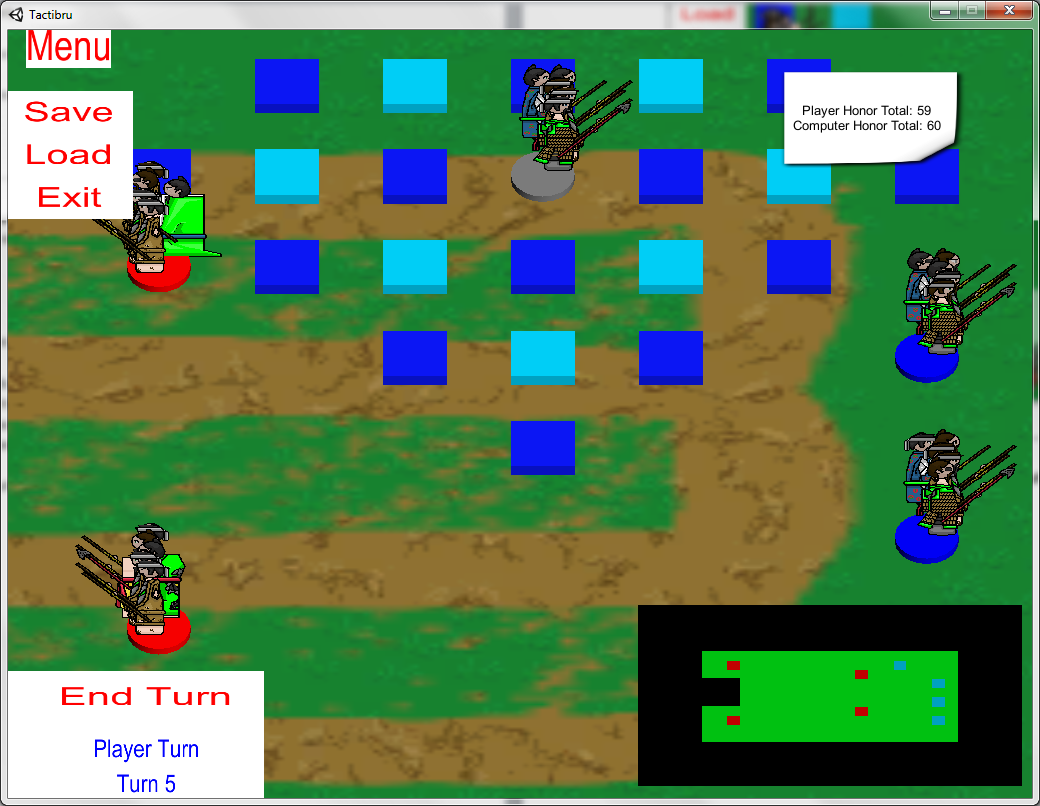 Tactibru
Load
Menu
Save
Load
Exit
Player Honor Total: 59
Computer Honor Total: 60
End Turn
Player Turn
Turn 5